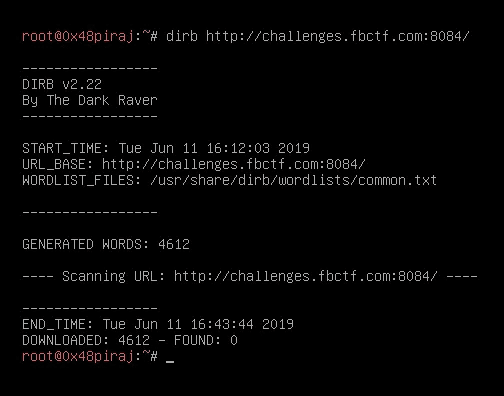 root@0x48piraj:~# dirb http://challenges.fbctf.com:8084/
-----------------
DIRB v2.22
By The Dark Raver
-----------------
START_TIME: Tue Jun 11 16:12:03 2019
URL_BASE: http://challenges.fbctf.com:8084/
WORDLIST_FILES: /usr/share/dirb/wordlists/common.txt
-----------------
GENERATED WORDS: 4612
---- Scanning URL: http://challenges.fbctf.com:8084/ ----
-----------------
END_TIME: Tue Jun 11 16:43:44 2019
DOWNLOADED: 4612 - FOUND: 0
root@0x48piraj:~# _